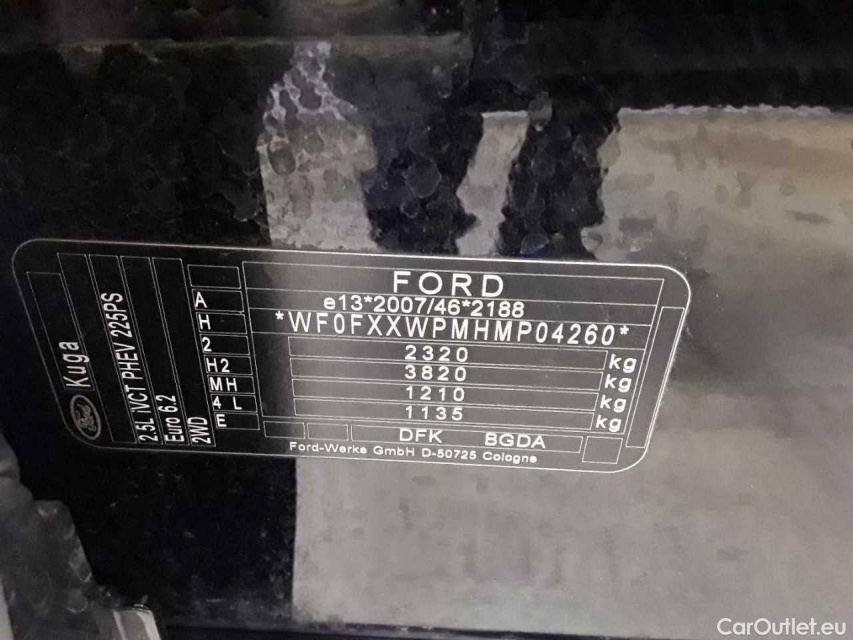 FORD
e13*2007/46*2188
*WF0FXXWPMHMP04260*
2320 kg
3820 kg
1210 kg
1135 kg
DFK BGDA
Ford-Werke GmbH D-50725 Cologne
A
H
2
H2
MH
4 L
E
Ford Kuga
2.5L iVCT PHEV 225PS
Euro 6.2
2WD
CarOutlet.eu